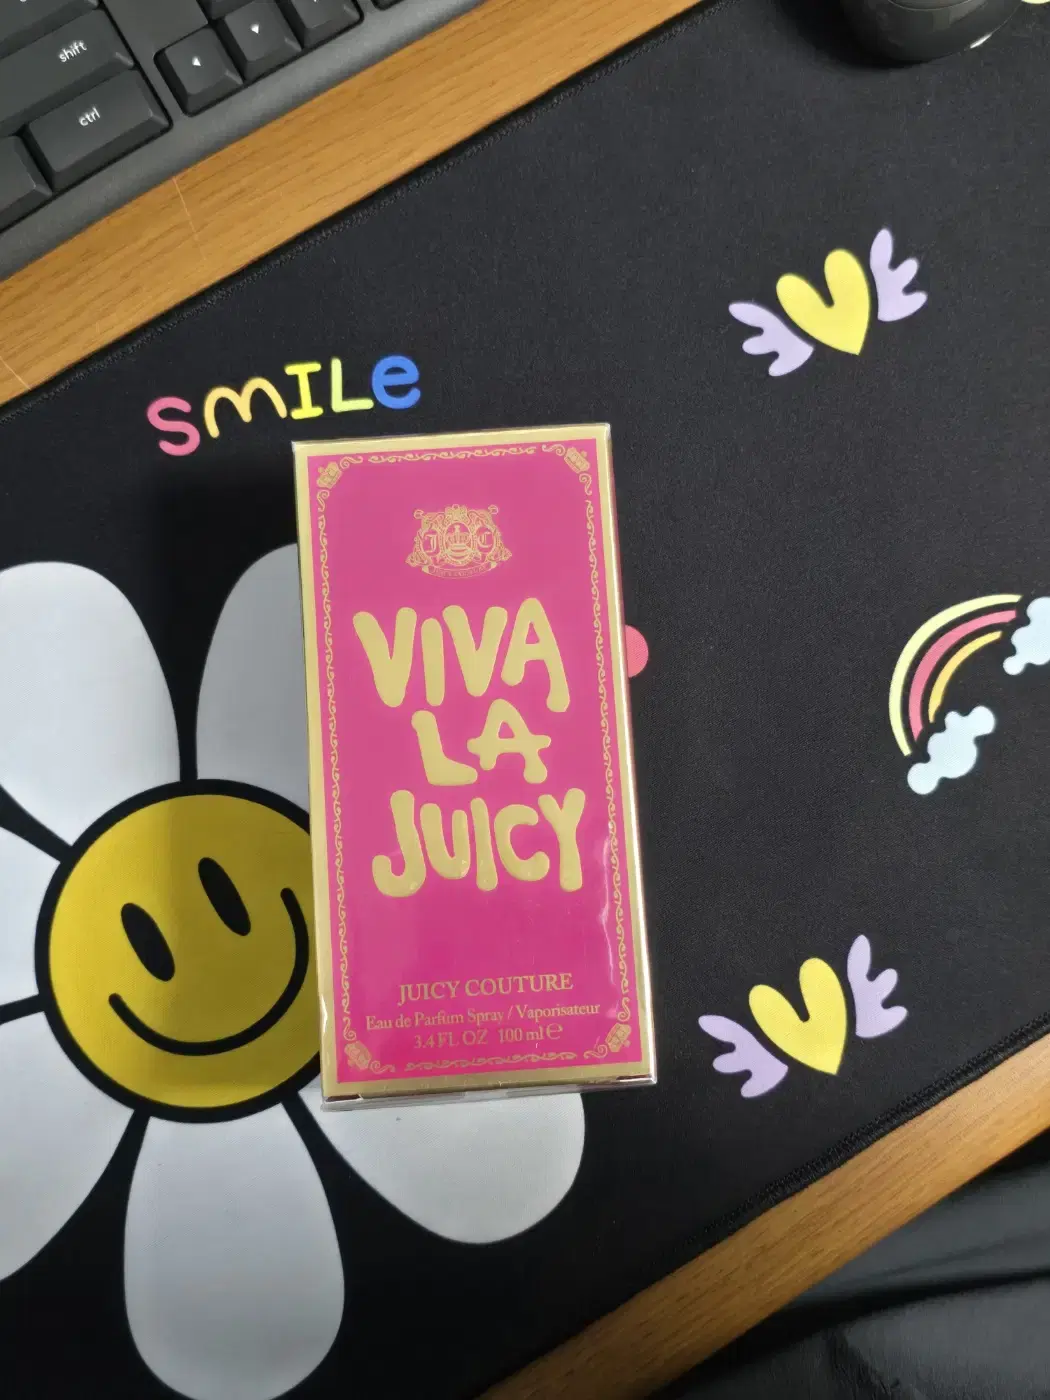 shift
ctrl
SMILe
J C
VIVA
LA
JUICY
JUICY COUTURE
Eau de Parfum Spray / Vaporisateur
3.4 FL OZ 100 ml ℮